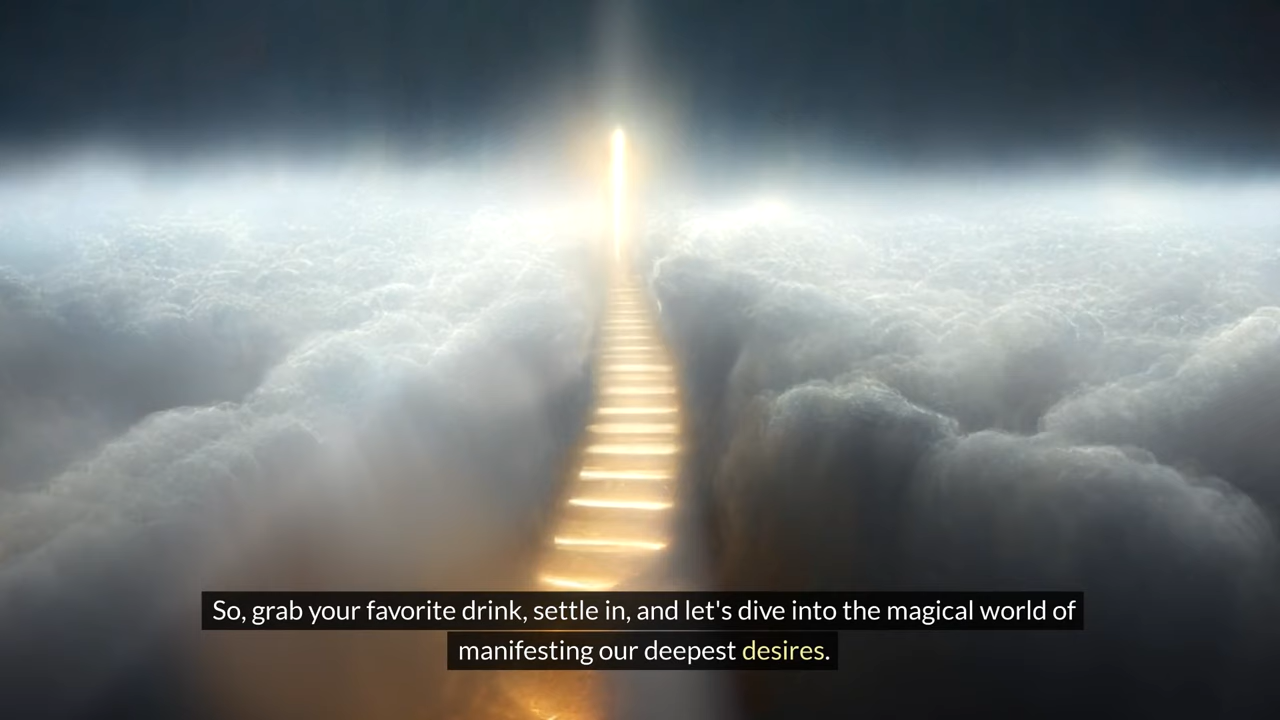 So, grab your favorite drink, settle in, and let's dive into the magical world of
manifesting our deepest desires.